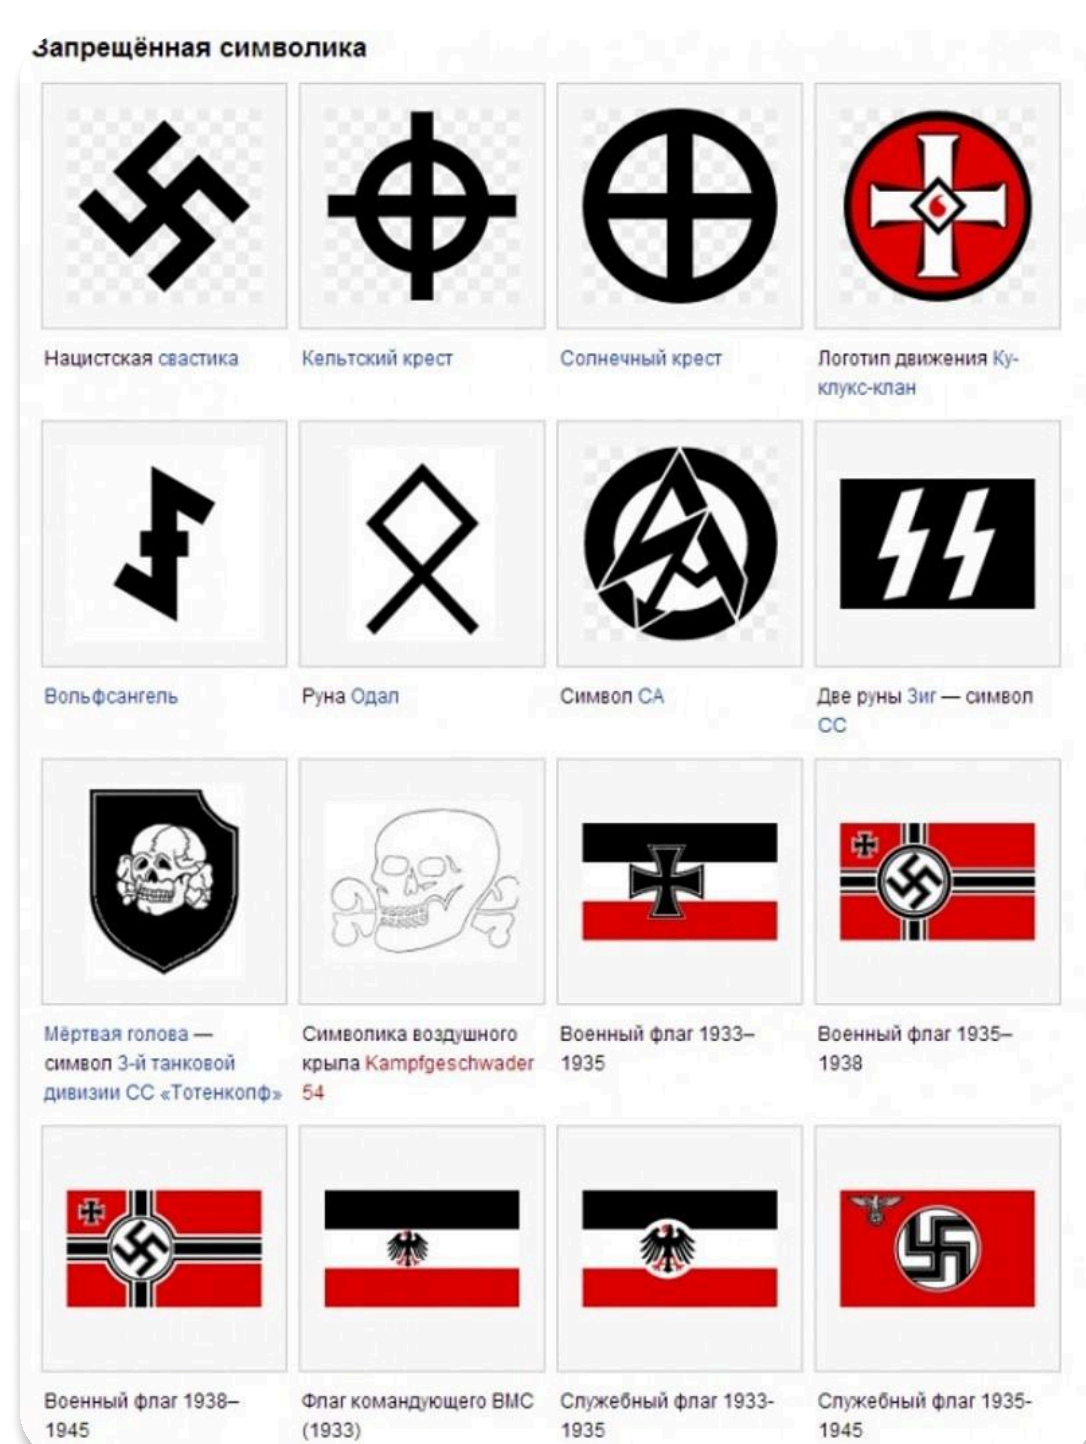 Запрещённая символика
Нацистская свастика
Кельтский крест
Солнечный крест
Логотип движения Ку-
клукс-клан
Вольфсангель
Руна Одал
Символ СА
Две руны Зиг — символ
СС
Мёртвая голова —
символ 3-й танковой
дивизии СС «Тотенкопф»
Символика воздушного
крыла Kampfgeschwader
54
Военный флаг 1933–
1935
Военный флаг 1935–
1938
Военный флаг 1938–
1945
Флаг командующего ВМС
(1933)
Служебный флаг 1933-
1935
Служебный флаг 1935-
1945